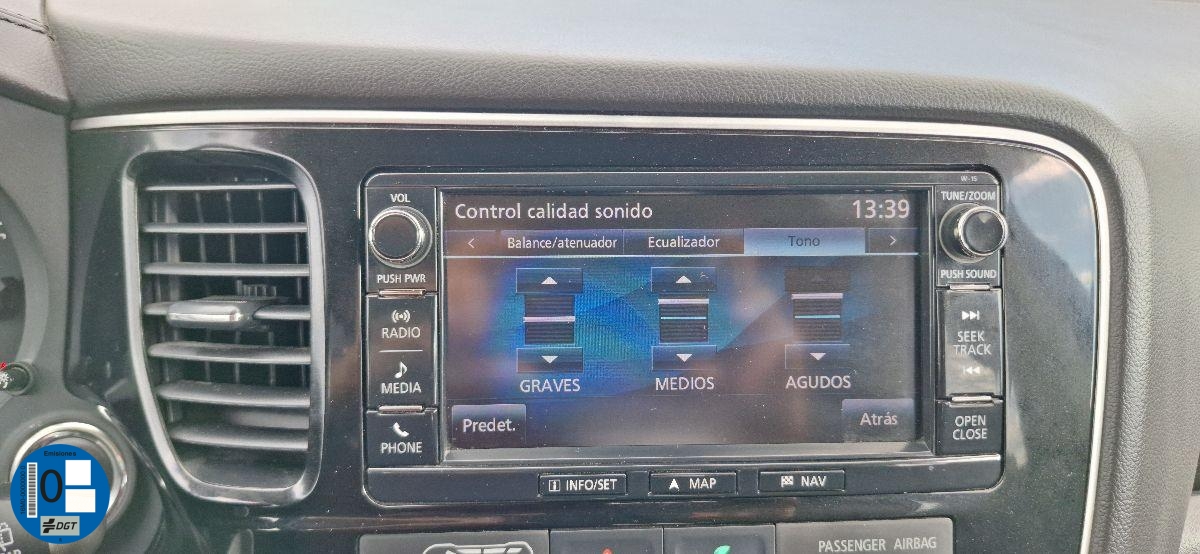 W-15
VOL
PUSH PWR
RADIO
MEDIA
PHONE
Control calidad sonido
13:39
< Balance/atenuador Ecualizador Tono >
GRAVES MEDIOS AGUDOS
Predet. Atrás
TUNE/ZOOM
PUSH SOUND
SEEK
TRACK
OPEN
CLOSE
INFO/SET MAP NAV
PASSENGER AIRBAG
Emisiones
0
DGT